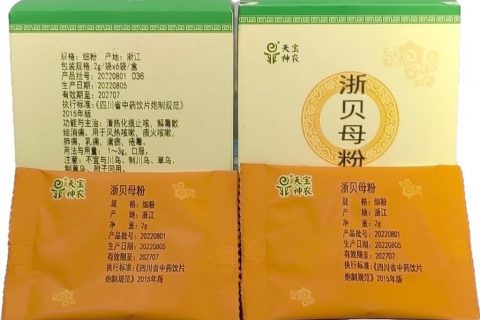 规格：细粉 产地：浙江
包装规格：2g/袋x6袋/盒
产品批号：20220801 036
生产日期：20220805
有效期至：202707
执行标准：《四川省中药饮片炮制规范》
2015年版
功能与主治：清热化痰止咳，解毒散
结消痈。用于风热咳嗽，痰火咳嗽，
肺痈，乳痈，瘰疬，疮毒。
用法与用量：1～3g，口服。
注意：不宜与川乌、制川乌、草乌、
制草乌、附子同用。
天宝
神农
浙贝母粉
天宝
神农
浙贝母粉
规格：细粉
产地：浙江
净重：2g
产品批号：20220801
生产日期：20220805
有效期至：202707
执行标准：《四川省中药饮片
炮制规范》2015年版
天宝
神农
浙贝母粉
规格：细粉
产地：浙江
净重：2g
产品批号：20220801
生产日期：20220805
有效期至：202707
执行标准：《四川省中药饮片
炮制规范》2015年版